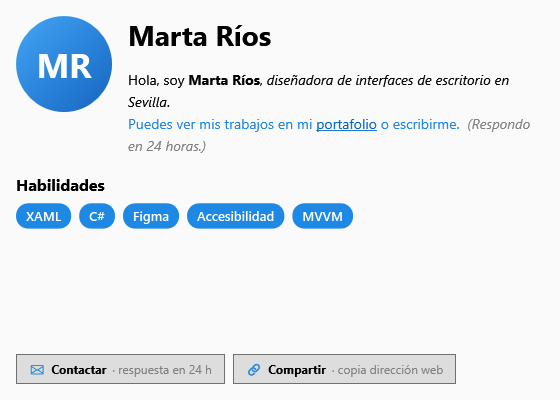 MR
Marta Ríos
Hola, soy Marta Ríos, diseñadora de interfaces de escritorio en
Sevilla.
Puedes ver mis trabajos en mi portafolio o escribirme. (Respondo
en 24 horas.)
Habilidades
XAML C# Figma Accesibilidad MVVM
Contactar · respuesta en 24 h Compartir · copia dirección web